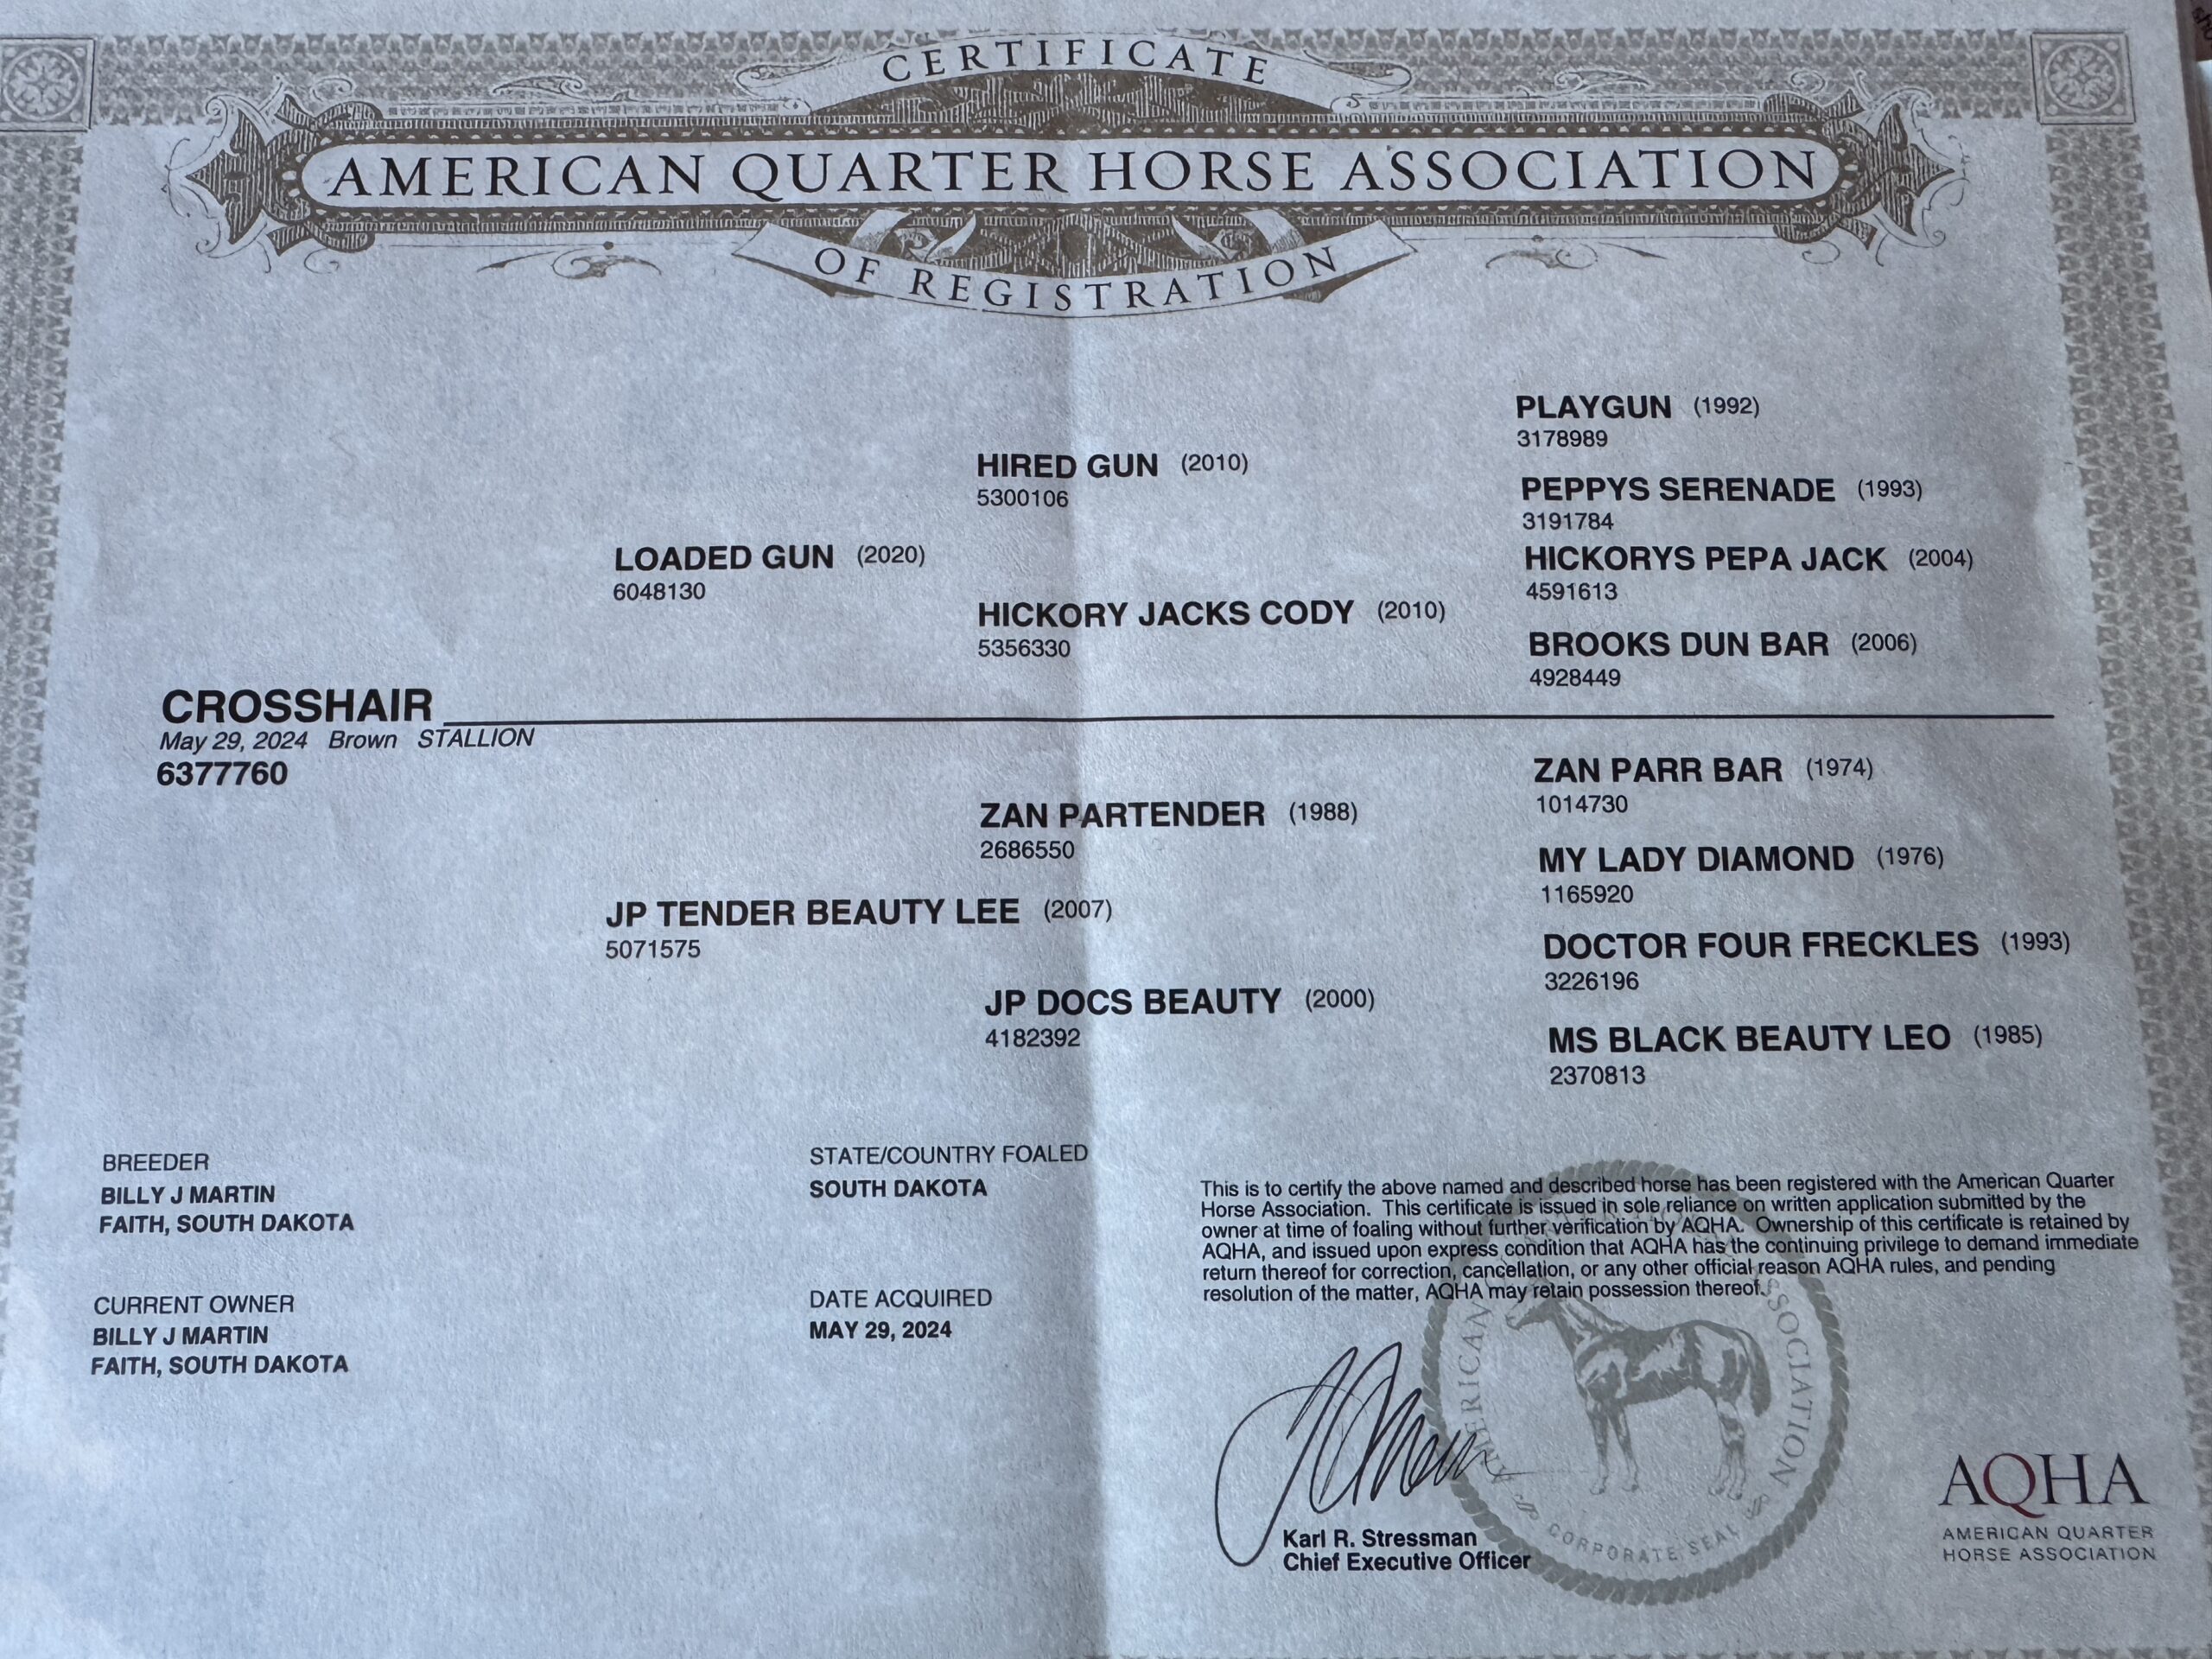 CERTIFICATE
AMERICAN QUARTER HORSE ASSOCIATION
OF REGISTRATION
PLAYGUN (1992)
3178989
HIRED GUN (2010)
5300106
PEPPYS SERENADE (1993)
3191784
LOADED GUN (2020)
6048130
HICKORYS PEPA JACK (2004)
4591613
HICKORY JACKS CODY (2010)
5356330
BROOKS DUN BAR (2006)
4928449
CROSSHAIR
May 29, 2024 Brown STALLION
6377760
ZAN PARR BAR (1974)
1014730
ZAN PARTENDER (1988)
2686550
MY LADY DIAMOND (1976)
1165920
JP TENDER BEAUTY LEE (2007)
5071575
DOCTOR FOUR FRECKLES (1993)
3226196
JP DOCS BEAUTY (2000)
4182392
MS BLACK BEAUTY LEO (1985)
2370813
BREEDER
BILLY J MARTIN
FAITH, SOUTH DAKOTA
STATE/COUNTRY FOALED
SOUTH DAKOTA
CURRENT OWNER
BILLY J MARTIN
FAITH, SOUTH DAKOTA
DATE ACQUIRED
MAY 29, 2024
This is to certify the above named and described horse has been registered with the American Quarter
Horse Association. This certificate is issued in sole reliance on written application submitted by the
owner at time of foaling without further verification by AQHA. Ownership of this certificate is retained by
AQHA, and issued upon express condition that AQHA has the continuing privilege to demand immediate
return thereof for correction, cancellation, or any other official reason AQHA rules, and pending
resolution of the matter, AQHA may retain possession thereof.
AMERICAN ASSOCIATION
CORPORATE SEAL
Karl R. Stressman
Chief Executive Officer
AQHA
AMERICAN QUARTER
HORSE ASSOCIATION